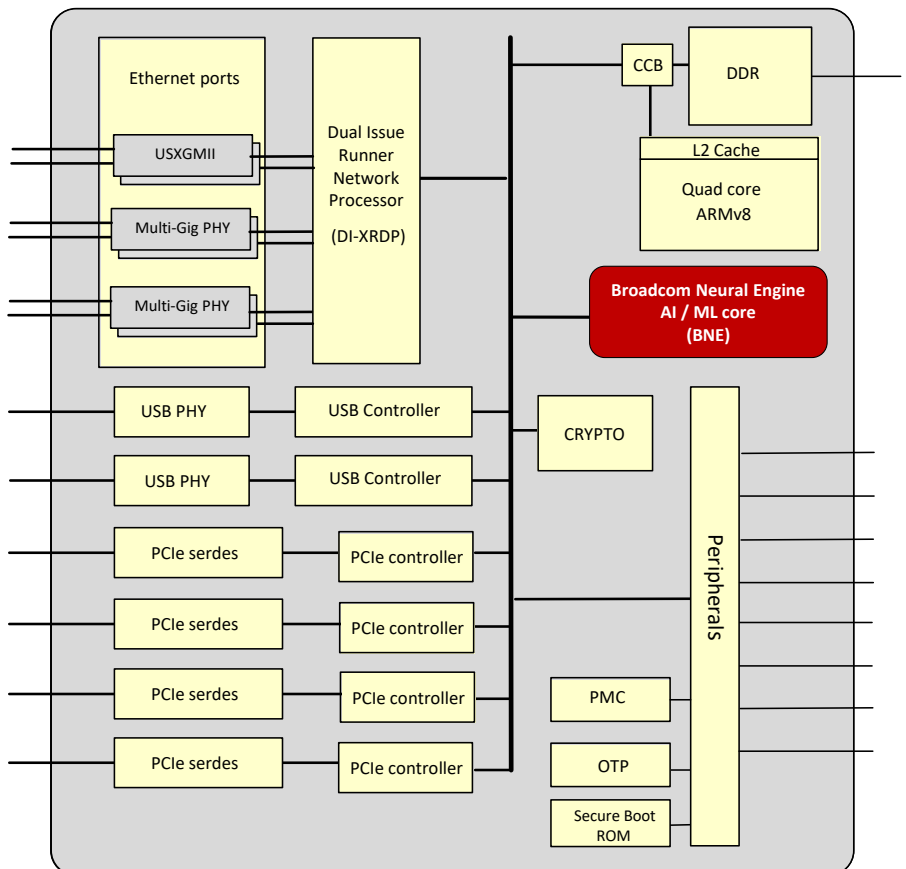 Ethernet ports
USXGMII
Multi-Gig PHY
Multi-Gig PHY
Dual Issue
Runner
Network
Processor
(DI-XRDP)
CCB
DDR
L2 Cache
Quad core
ARMv8
Broadcom Neural Engine
AI / ML core
(BNE)
USB PHY
USB Controller
USB PHY
USB Controller
CRYPTO
PCIe serdes
PCIe controller
PCIe serdes
PCIe controller
PCIe serdes
PCIe controller
PCIe serdes
PCIe controller
Peripherals
PMC
OTP
Secure Boot
ROM